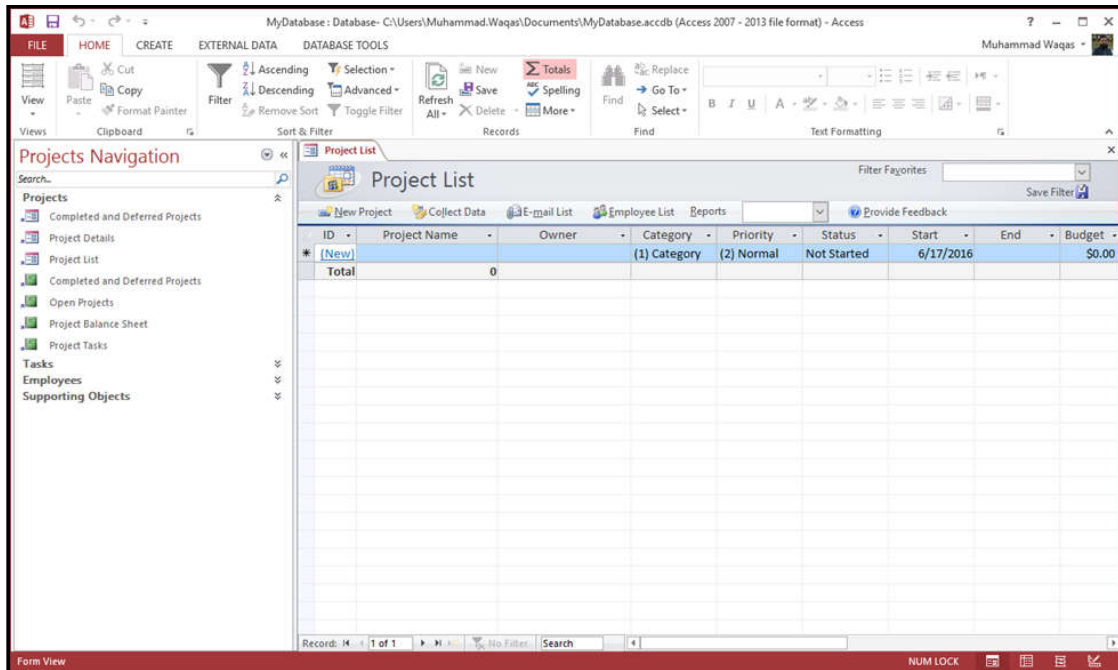 MyDatabase : Database- C:\Users\Muhammad.Waqas\Documents\MyDatabase.accdb (Access 2007 - 2013 file format) - Access
FILE HOME CREATE EXTERNAL DATA DATABASE TOOLS Muhammad Waqas
Cut Ascending Selection New Totals Replace
Copy Descending Advanced Save Spelling Go To
View Paste Format Painter Filter Remove Sort Toggle Filter Refresh All Delete More Find Select B I U A
Views Clipboard Sort & Filter Records Find Text Formatting
Projects Navigation
Search...
Projects
Completed and Deferred Projects
Project Details
Project List
Completed and Deferred Projects
Open Projects
Project Balance Sheet
Project Tasks
Tasks
Employees
Supporting Objects
Project List
Project List Filter Favorites
Save Filter
New Project Collect Data E-mail List Employee List Reports Provide Feedback
ID Project Name Owner Category Priority Status Start End Budget
(New) (1) Category (2) Normal Not Started 6/17/2016 $0.00
Total 0
Record: 1 of 1 No Filter Search
Form View NUM LOCK